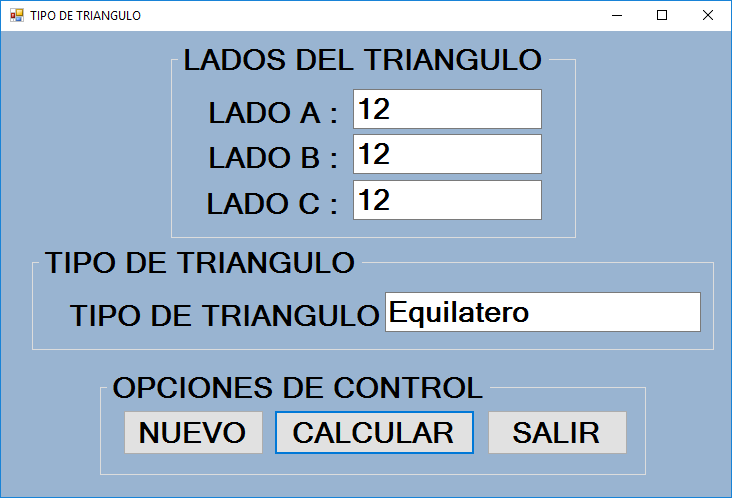 TIPO DE TRIANGULO
LADOS DEL TRIANGULO
LADO A : 12
LADO B : 12
LADO C : 12
TIPO DE TRIANGULO
TIPO DE TRIANGULO Equilatero
OPCIONES DE CONTROL
NUEVO CALCULAR SALIR